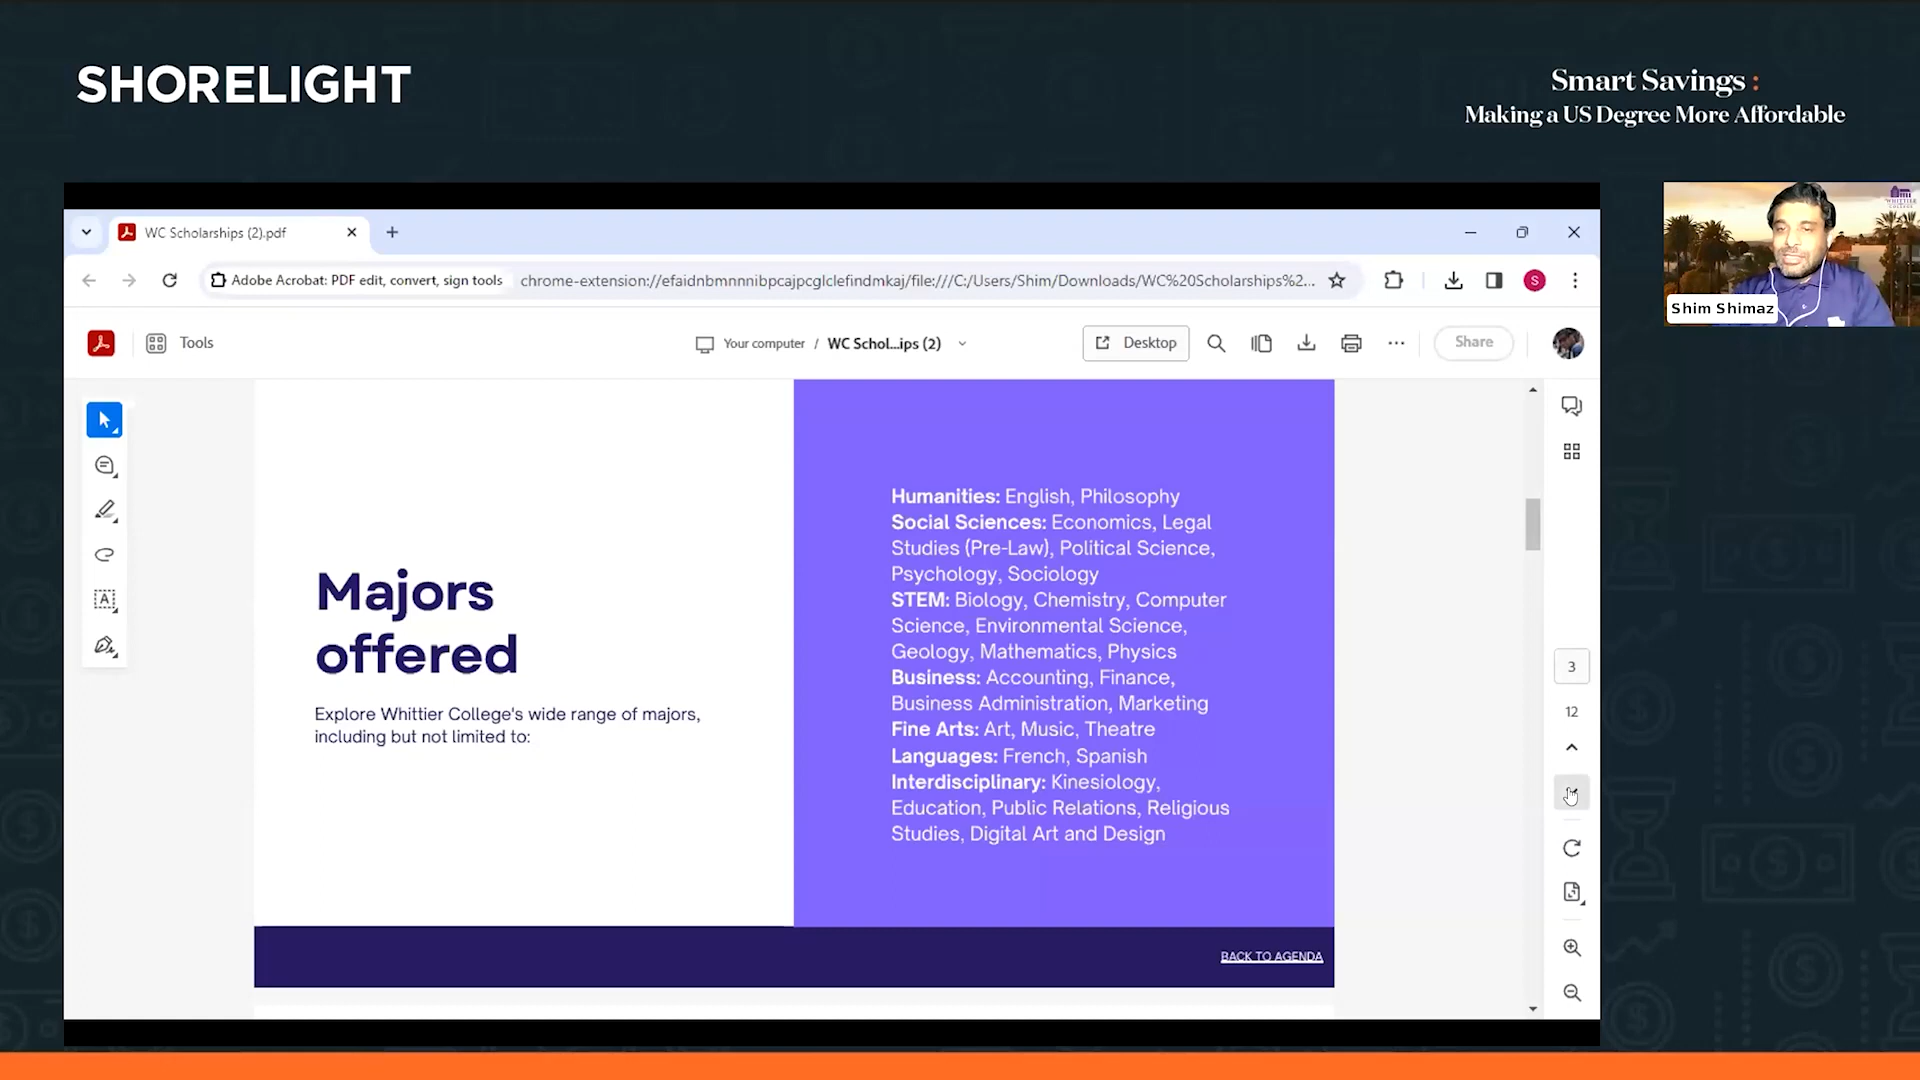 SHORELIGHT
Smart Savings :
Making a US Degree More Affordable
WC Scholarships (2).pdf
Adobe Acrobat: PDF edit, convert, sign tools
chrome-extension://efaidnbmnnnibpcajpcglclefindmkaj/file:///C:/Users/Shim/Downloads/WC%20Scholarships%2...
S
Tools
Your computer / WC Schol...ips (2)
Desktop
Share
Shim Shimaz
Majors
offered
Explore Whittier College's wide range of majors,
including but not limited to:
Humanities: English, Philosophy
Social Sciences: Economics, Legal
Studies (Pre-Law), Political Science,
Psychology, Sociology
STEM: Biology, Chemistry, Computer
Science, Environmental Science,
Geology, Mathematics, Physics
Business: Accounting, Finance,
Business Administration, Marketing
Fine Arts: Art, Music, Theatre
Languages: French, Spanish
Interdisciplinary: Kinesiology,
Education, Public Relations, Religious
Studies, Digital Art and Design
BACK TO AGENDA
3
12